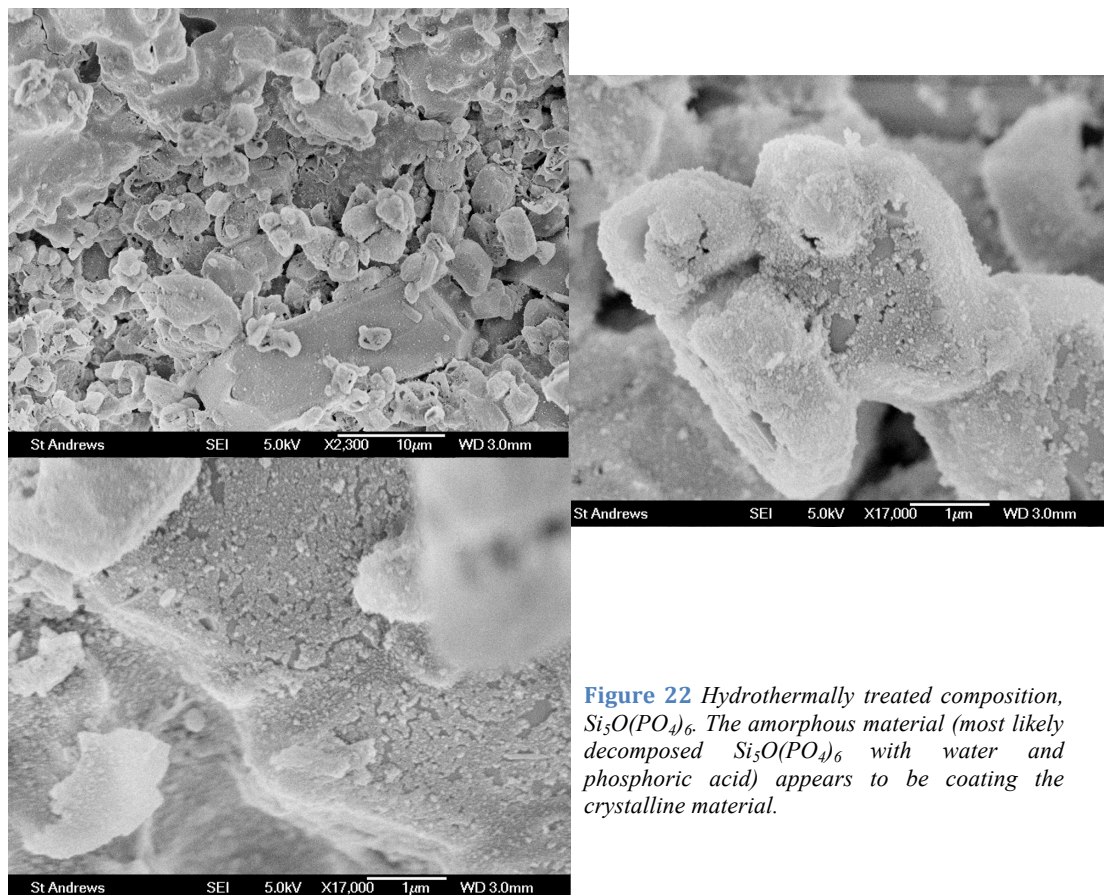 St Andrews SEI 5.0kV X2,300 10μm WD 3.0mm
St Andrews SEI 5.0kV X17,000 1μm WD 3.0mm
St Andrews SEI 5.0kV X17,000 1μm WD 3.0mm
Figure 22 Hydrothermally treated composition,
Si₅O(PO₄)₆. The amorphous material (most likely
decomposed Si₅O(PO₄)₆ with water and
phosphoric acid) appears to be coating the
crystalline material.